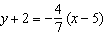 y + 2 = −4/7 (x − 5)